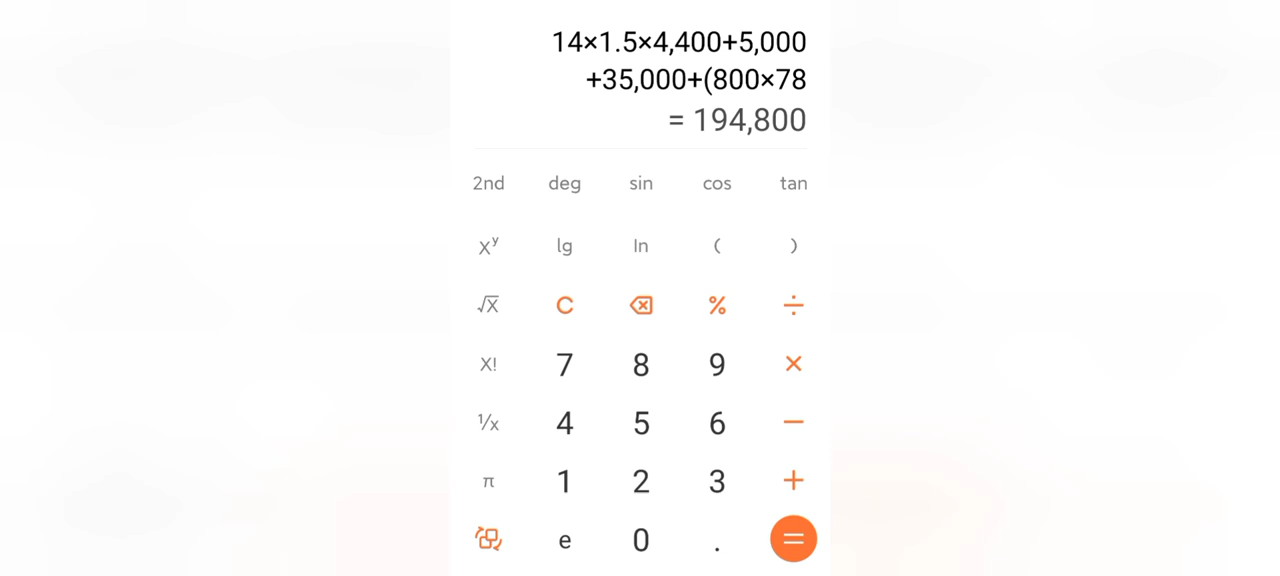 14×1.5×4,400+5,000
+35,000+(800×78
= 194,800
2nd deg sin cos tan
Xʸ lg ln ( )
√X C % ÷
X! 7 8 9 ×
¹/x 4 5 6 −
π 1 2 3 +
e 0 . =